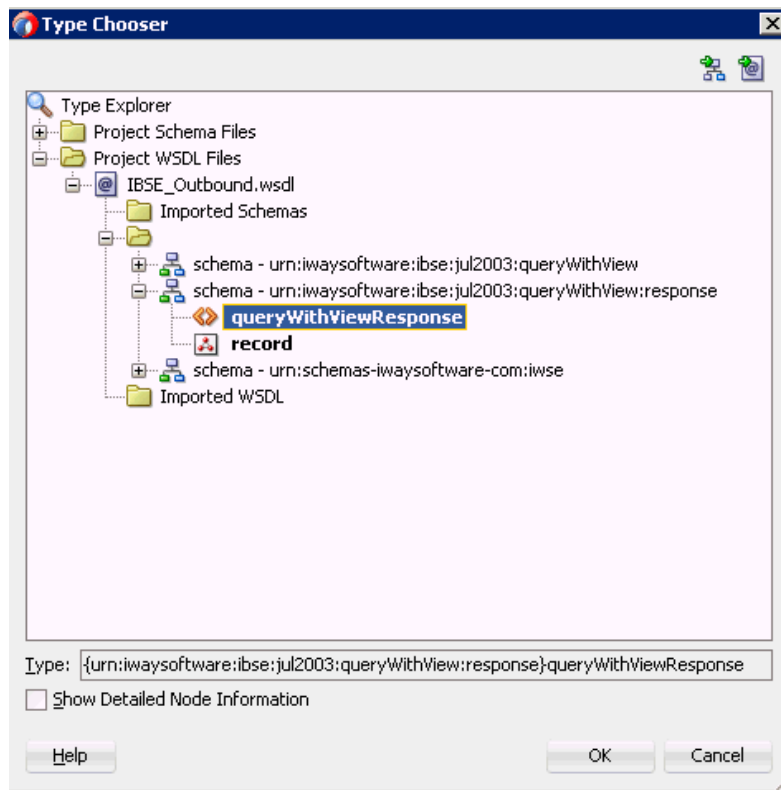 Type Chooser
Type Explorer
Project Schema Files
Project WSDL Files
IBSE_Outbound.wsdl
Imported Schemas
schema - urn:iwaysoftware:ibse:jul2003:queryWithView
schema - urn:iwaysoftware:ibse:jul2003:queryWithView:response
queryWithViewResponse
record
schema - urn:schemas-iwaysoftware-com:iwse
Imported WSDL
Type: {urn:iwaysoftware:ibse:jul2003:queryWithView:response}queryWithViewResponse
Show Detailed Node Information
Help OK Cancel